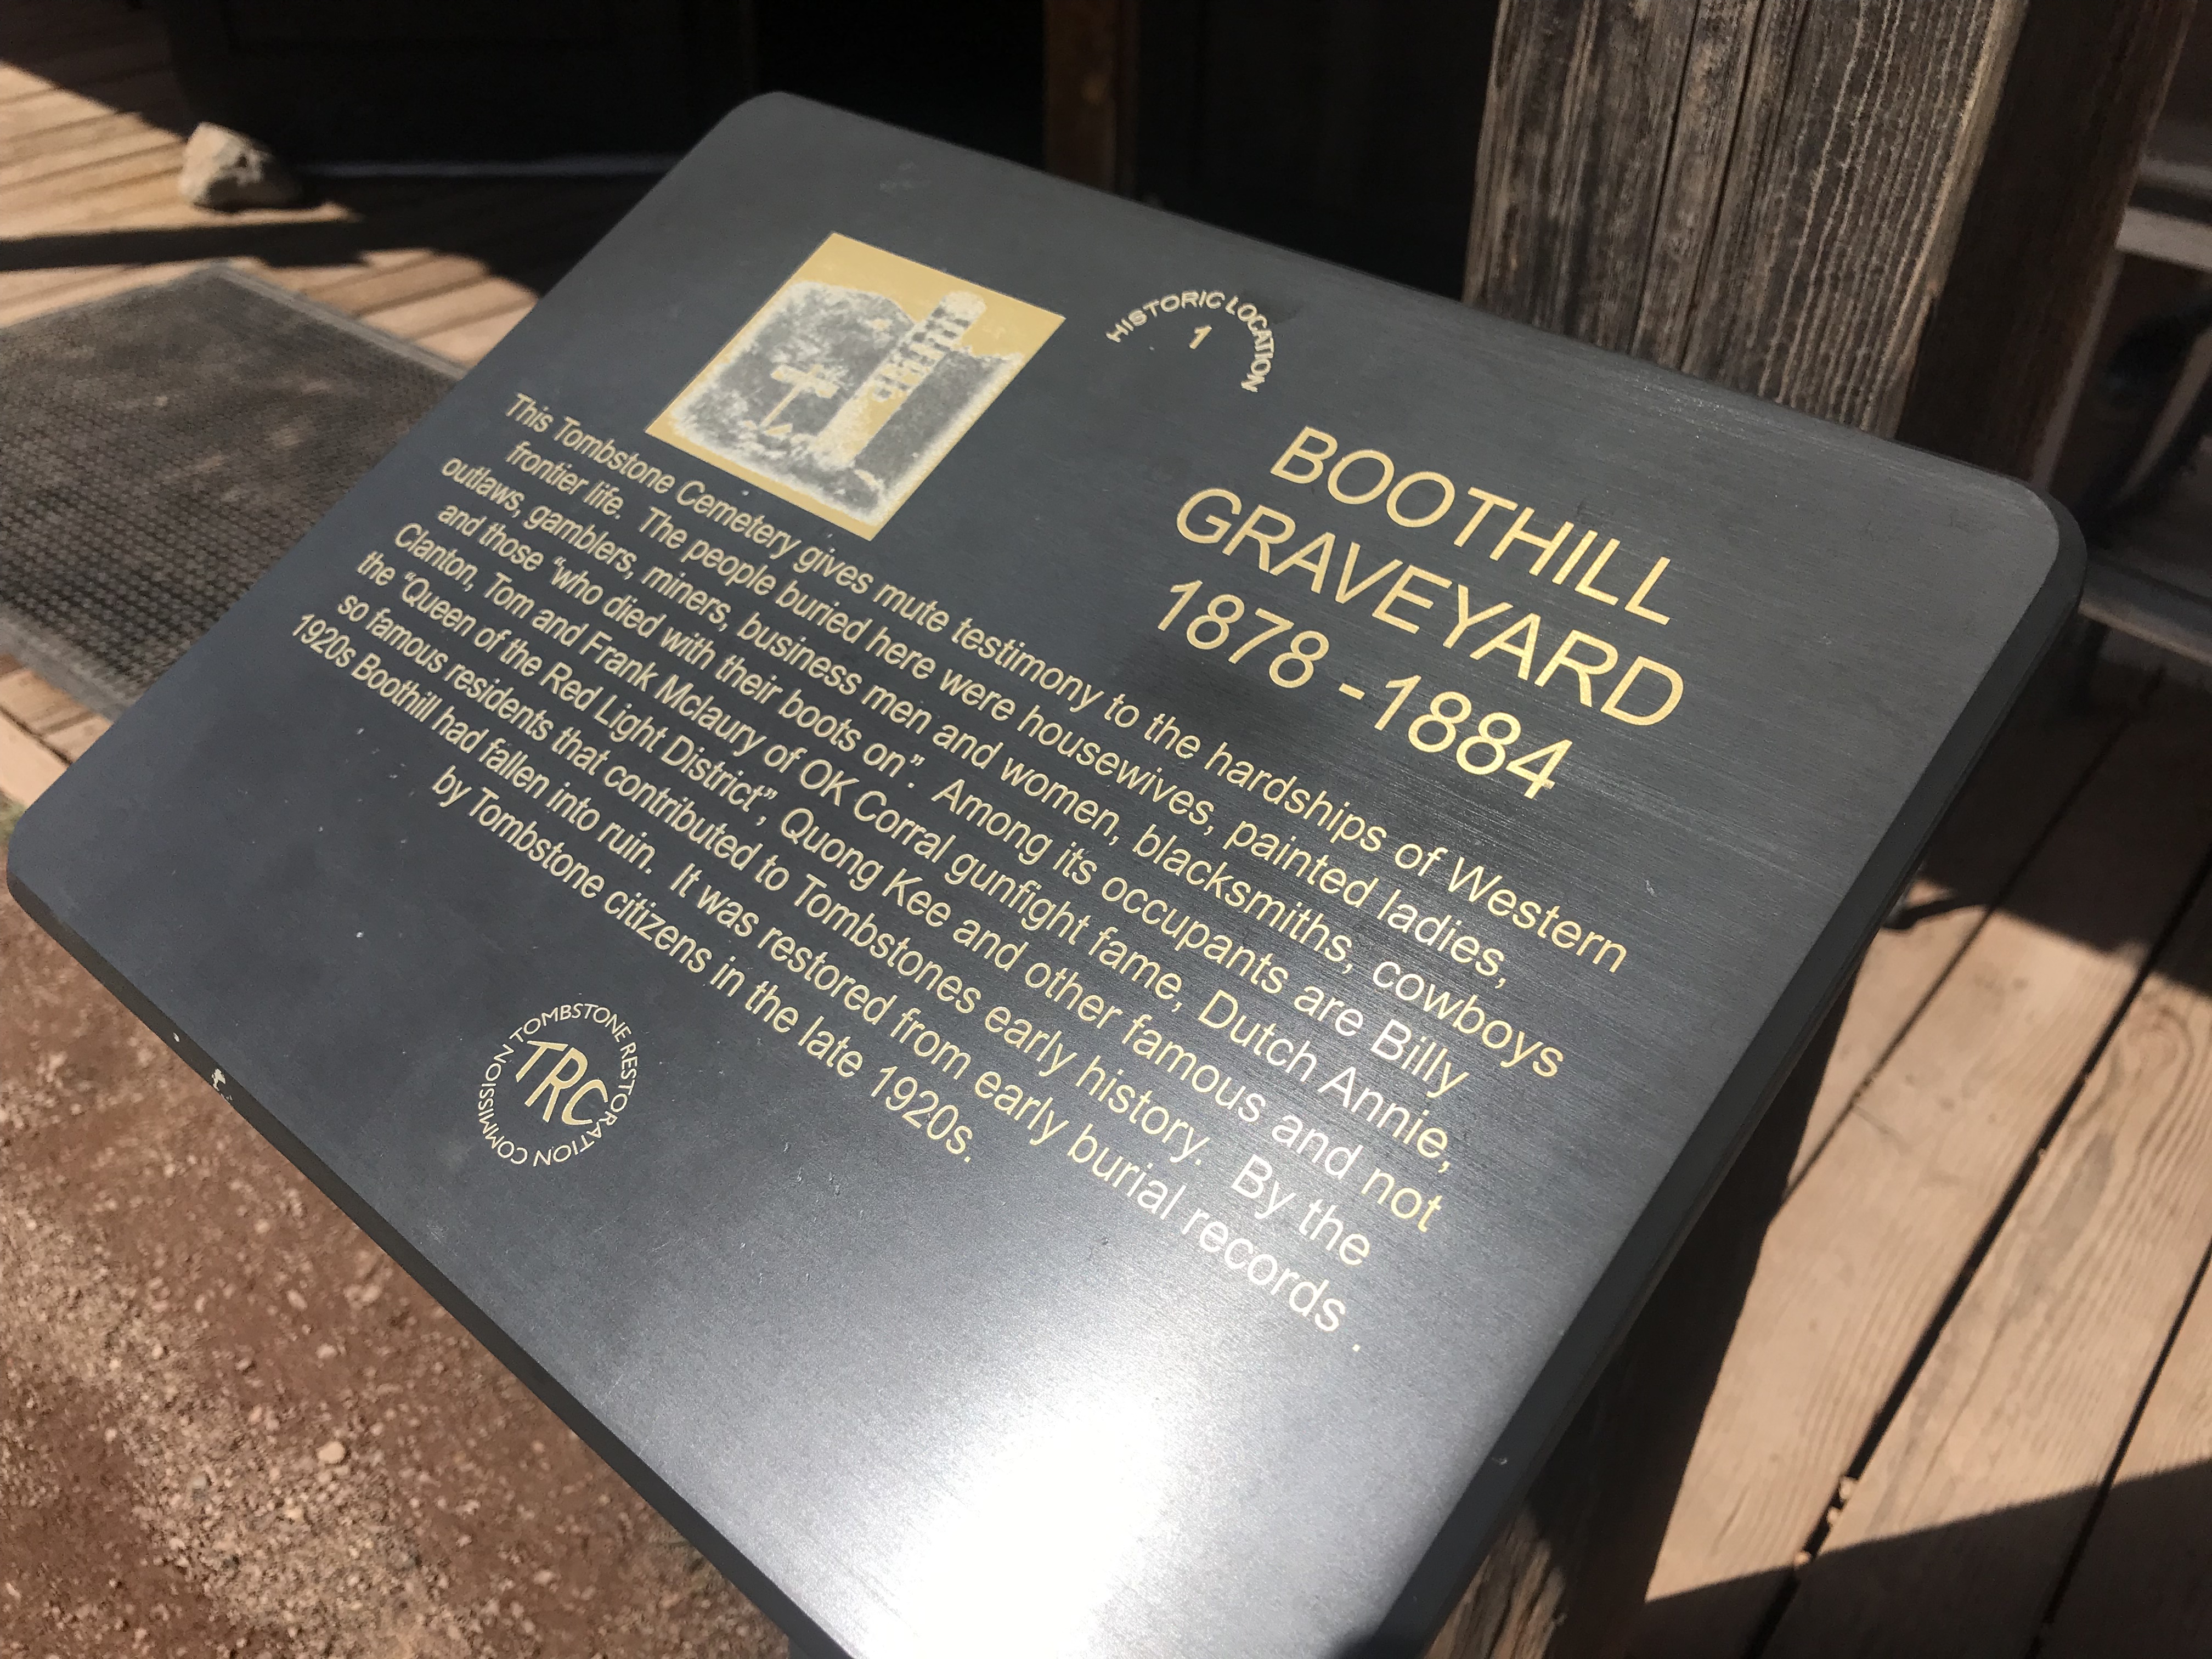 HISTORIC LOCATION
1
BOOTHILL
GRAVEYARD
1878 -1884
This Tombstone Cemetery gives mute testimony to the hardships of Western
frontier life. The people buried here were housewives, painted ladies,
outlaws, gamblers, miners, business men and women, blacksmiths, cowboys
and those "who died with their boots on". Among its occupants are Billy
Clanton, Tom and Frank Mclaury of OK Corral gunfight fame, Dutch Annie,
the "Queen of the Red Light District", Quong Kee and other famous and not
so famous residents that contributed to Tombstones early history. By the
1920s Boothill had fallen into ruin. It was restored from early burial records .
by Tombstone citizens in the late 1920s.
TOMBSTONE RESTORATION COMMISSION
TRC